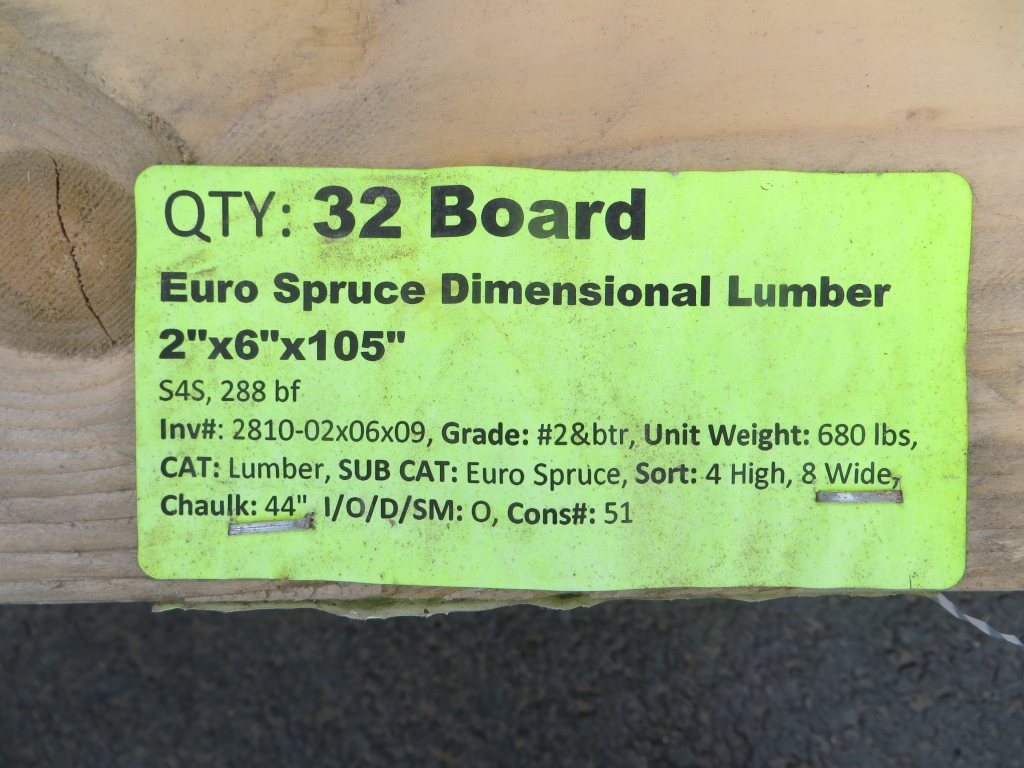 QTY: 32 Board
Euro Spruce Dimensional Lumber
2"x6"x105"
S4S, 288 bf
Inv#: 2810-02x06x09, Grade: #2&btr, Unit Weight: 680 lbs,
CAT: Lumber, SUB CAT: Euro Spruce, Sort: 4 High, 8 Wide,
Chaulk: 44", I/O/D/SM: O, Cons#: 51